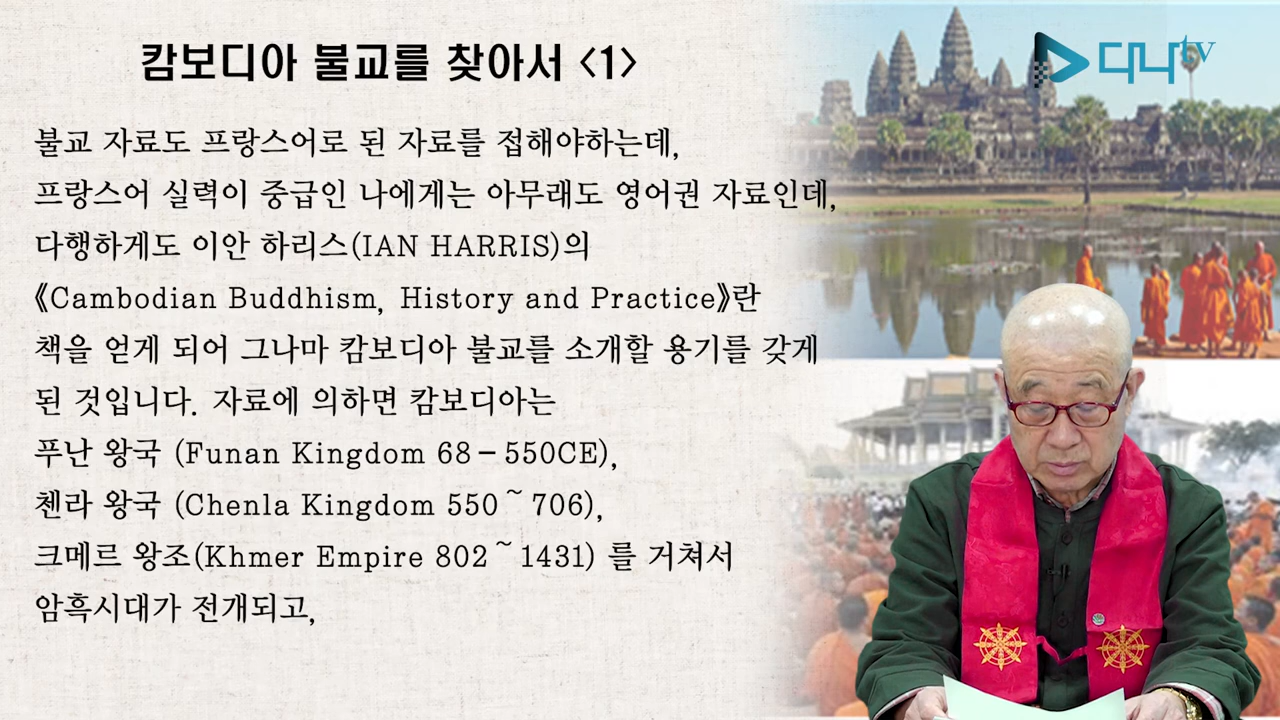 캄보디아 불교를 찾아서 <1>
다나tv
불교 자료도 프랑스어로 된 자료를 접해야하는데,
프랑스어 실력이 중급인 나에게는 아무래도 영어권 자료인데,
다행하게도 이안 하리스(IAN HARRIS)의
《Cambodian Buddhism, History and Practice》란
책을 얻게 되어 그나마 캄보디아 불교를 소개할 용기를 갖게
된 것입니다. 자료에 의하면 캄보디아는
푸난 왕국 (Funan Kingdom 68－550CE),
첸라 왕국 (Chenla Kingdom 550~706),
크메르 왕조(Khmer Empire 802~1431) 를 거쳐서
암흑시대가 전개되고,